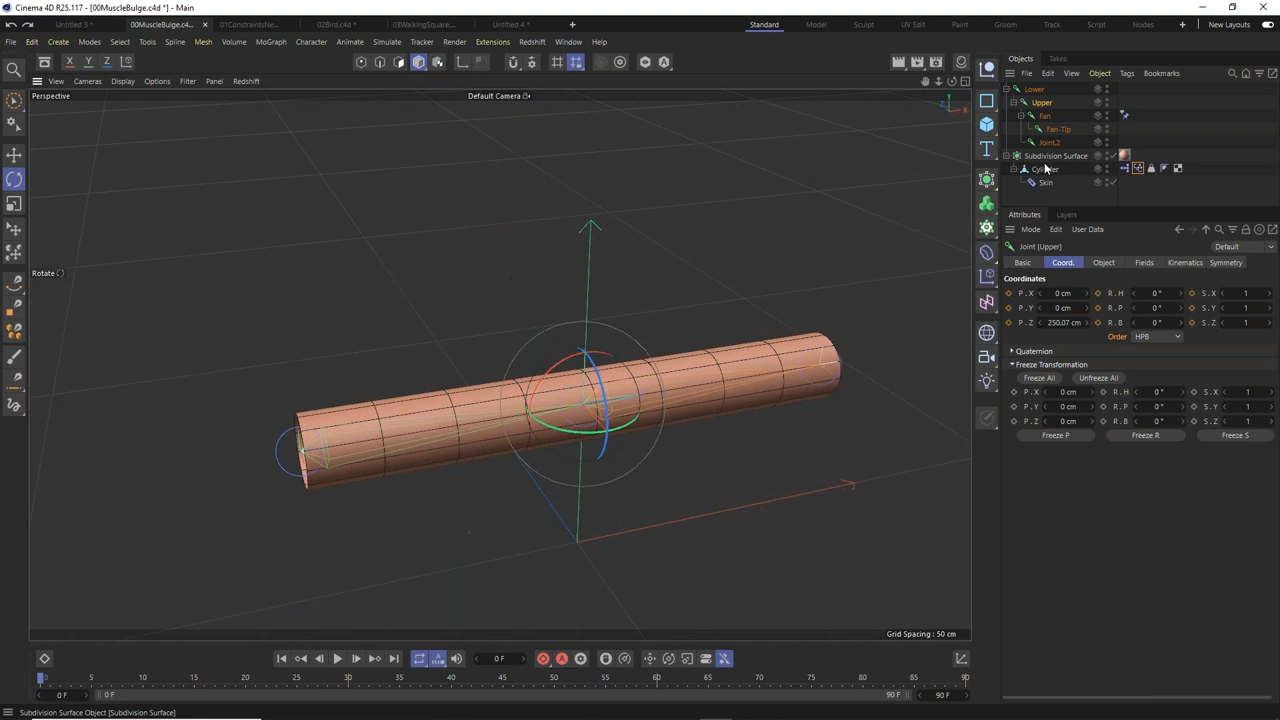 Cinema 4D R25.117 - [00MuscleBulge.c4d *] - Main
Untitled 3 *
00MuscleBulge.c4...
01ConstraintsNe...
02Bird.c4d *
03WalkingSquare...
Untitled 4 *
Standard
Model
Sculpt
UV Edit
Paint
Groom
Track
Script
Nodes
New Layouts
File Edit Create Modes Select Tools Spline Mesh Volume MoGraph Character Animate Simulate Tracker Render Extensions Redshift Window Help
Objects Takes
X Y Z
File Edit View Object Tags Bookmarks
View Cameras Display Options Filter Panel Redshift
Perspective
Default Camera
Y
Z
X
Lower
Upper
Fan
Fan-Tip
Joint.2
Subdivision Surface
Cylinder
Skin
Attributes Layers
Mode Edit User Data
Joint [Upper]
Default
Basic Coord. Object Fields Kinematics Symmetry
Rotate
Coordinates
P.X 0 cm R.H 0 ° S.X 1
P.Y 0 cm R.P 0 ° S.Y 1
P.Z 250.07 cm R.B 0 ° S.Z 1
Order HPB
Quaternion
Freeze Transformation
Freeze All Unfreeze All
P.X 0 cm R.H 0 ° S.X 1
P.Y 0 cm R.P 0 ° S.Y 1
P.Z 0 cm R.B 0 ° S.Z 1
Freeze P Freeze R Freeze S
Grid Spacing : 50 cm
0 F
0 5 10 15 20 25 30 35 40 45 50 55 60 65 70 75 80 85 90
0 F 0 F 90 F 90 F
Subdivision Surface Object [Subdivision Surface]